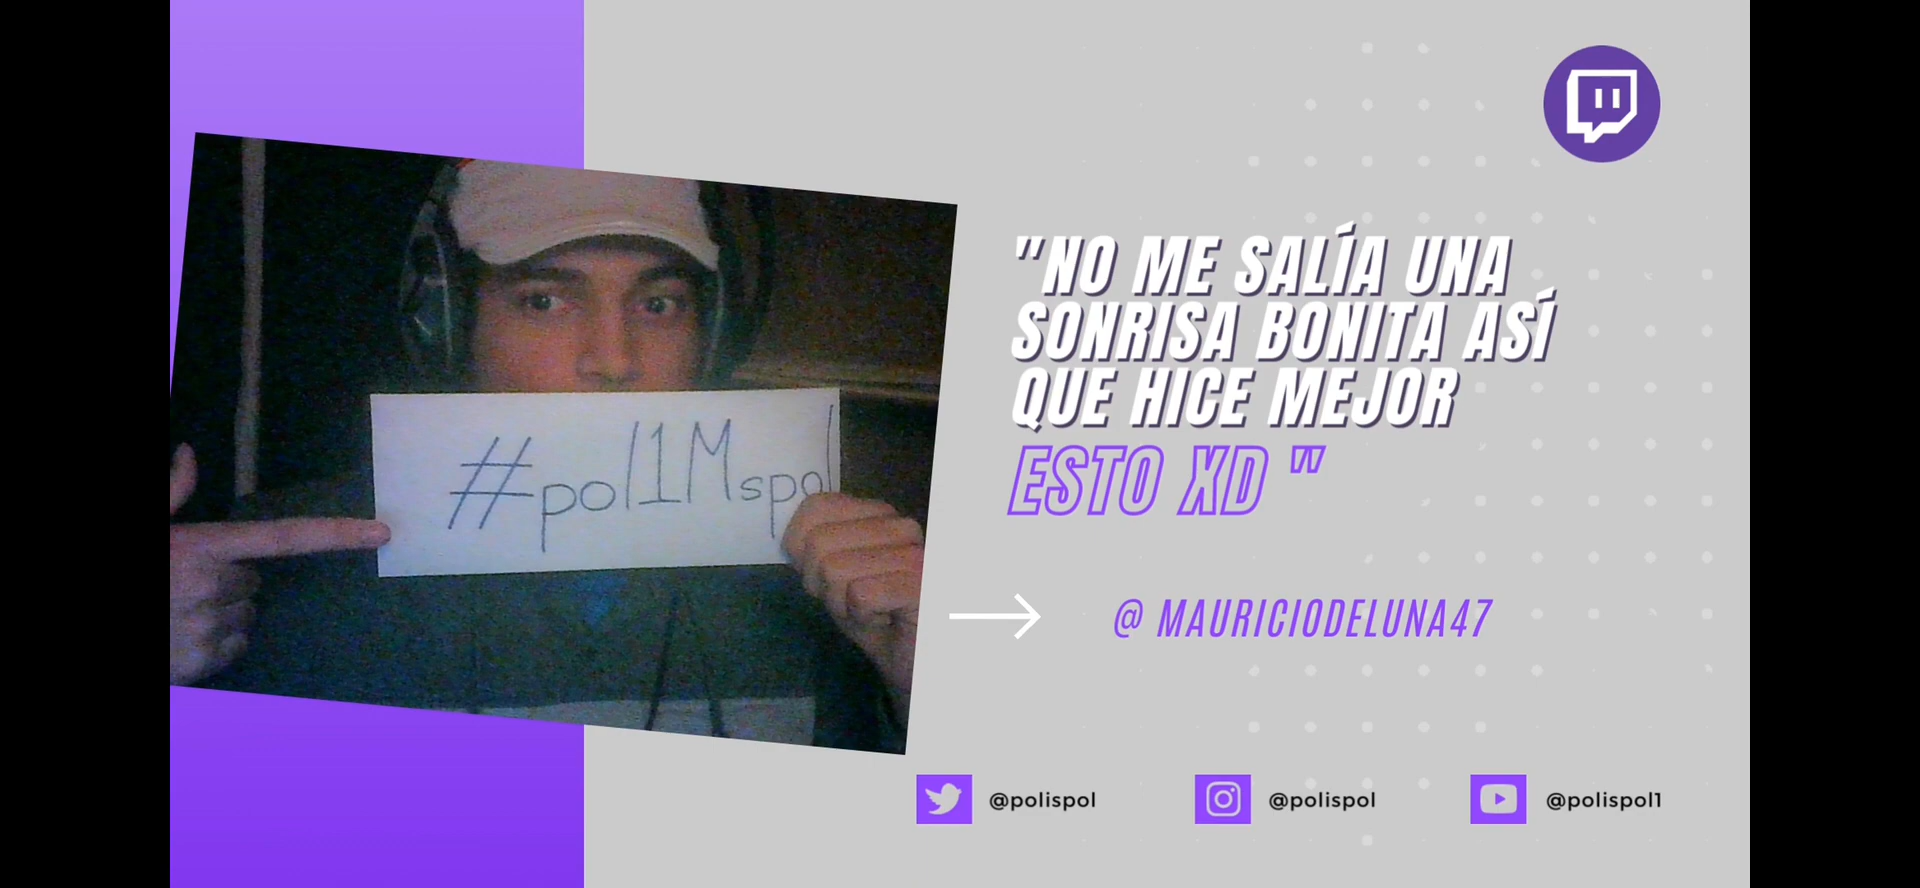 #pol1Mspol
"NO ME SALÍA UNA
SONRISA BONITA ASÍ
QUE HICE MEJOR
ESTO XD "
@ MAURICIODELUNA47
@polispol
@polispol
@polispol1